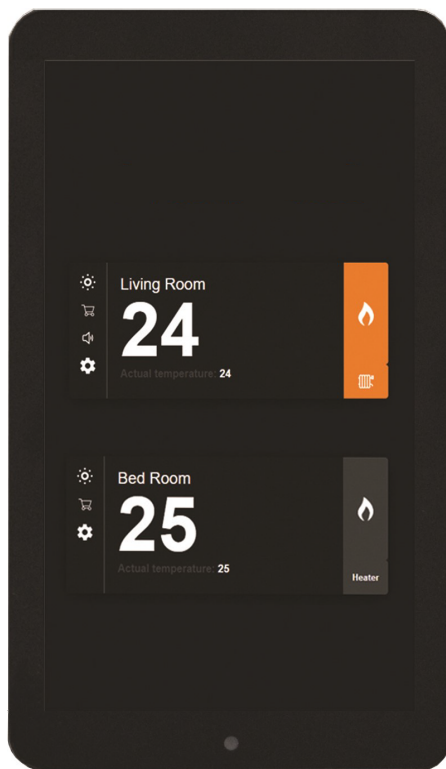 Living Room
24
Actual temperature: 24
Bed Room
25
Actual temperature: 25
Heater